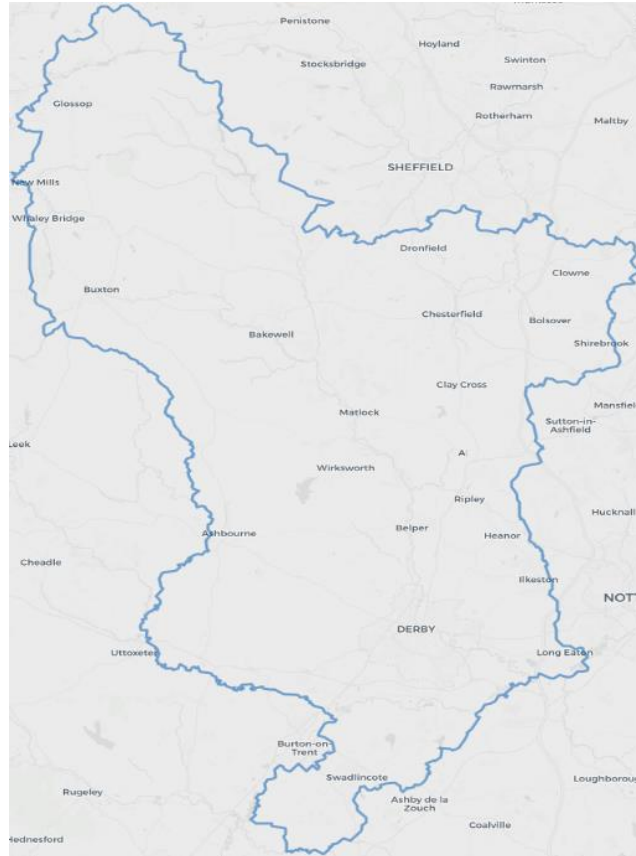 Penistone
Hoyland
Stocksbridge
Swinton
Rawmarsh
Glossop
Rotherham
Maltby
SHEFFIELD
New Mills
Whaley Bridge
Dronfield
Clowne
Buxton
Chesterfield
Bolsover
Bakewell
Shirebrook
Clay Cross
Mansfiel
Matlock
Sutton-in-
Ashfield
Leek
A
Wirksworth
Ripley
Hucknall
Ashbourne
Belper
Heanor
Cheadle
Ilkeston
NOTT
DERBY
Uttoxeter
Long Eaton
Burton-on-
Trent
Swadlincote
Loughboroug
Rugeley
Ashby de la
Zouch
Coalville
Hednesford